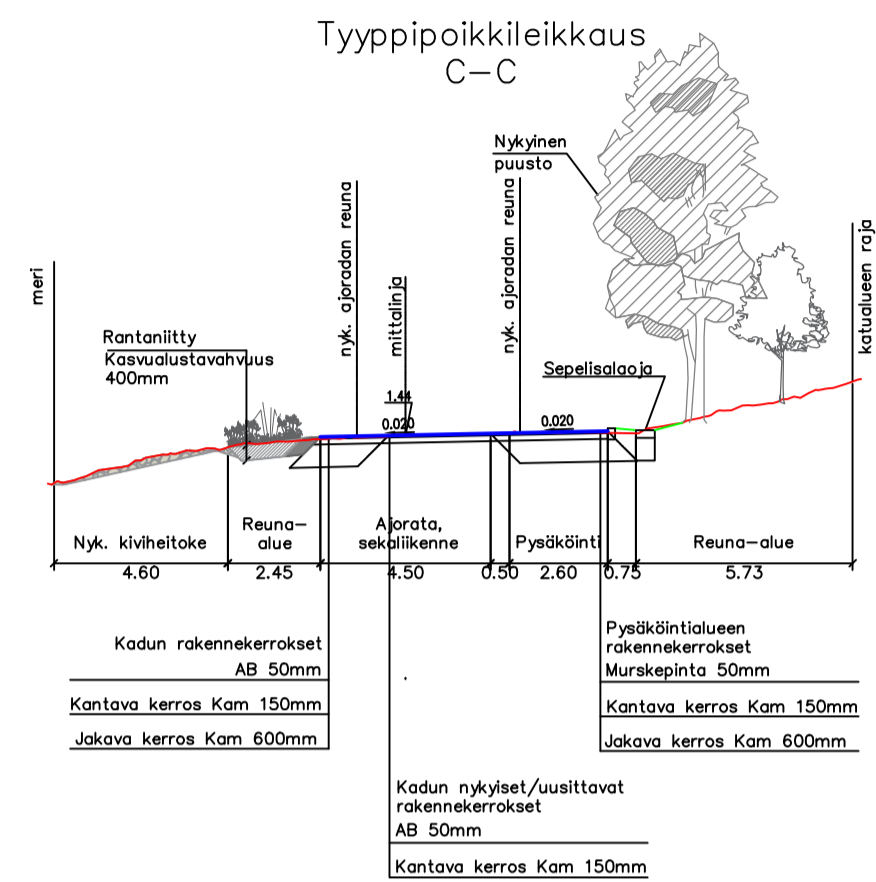 Tyyppipoikkileikkaus
C-C
Nykyinen
puusto
meri
nyk. ajoradan reuna
mittalinja
nyk. ajoradan reuna
katualueen raja
Rantaniitty
Kasvualustavahvuus
400mm
Sepelisalaoja
1.44
0.020
0.020
Nyk. kiviheitoke
Reuna-
alue
Ajorata,
sekaliikenne
Pysäköinti
Reuna-alue
4.60
2.45
4.50
0.50
2.60
0.75
5.73
Kadun rakennekerrokset
AB 50mm
Kantava kerros Kam 150mm
Jakava kerros Kam 600mm
Pysäköintialueen
rakennekerrokset
Murskepinta 50mm
Kantava kerros Kam 150mm
Jakava kerros Kam 600mm
Kadun nykyiset/uusittavat
rakennekerrokset
AB 50mm
Kantava kerros Kam 150mm